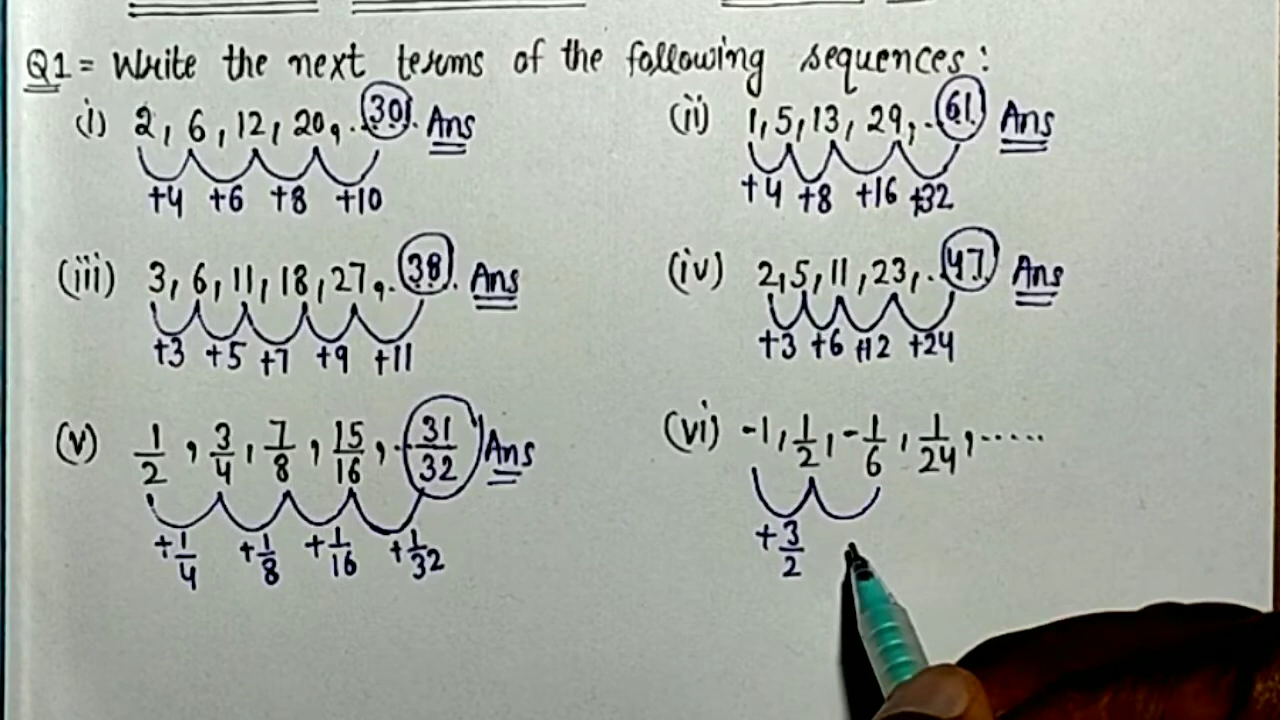 Q1 = Write the next terms of the following sequences:
(i) 2, 6, 12, 20, ..30.. Ans
+4 +6 +8 +10
(ii) 1, 5, 13, 29, ..61.. Ans
+4 +8 +16 +32
(iii) 3, 6, 11, 18, 27, ..38.. Ans
+3 +5 +7 +9 +11
(iv) 2, 5, 11, 23, ..47.. Ans
+3 +6 +12 +24
(v) 1/2, 3/4, 7/8, 15/16, ..31/32 Ans
+1/4 +1/8 +1/16 +1/32
(vi) -1, 1/2, -1/6, 1/24, ......
+3/2